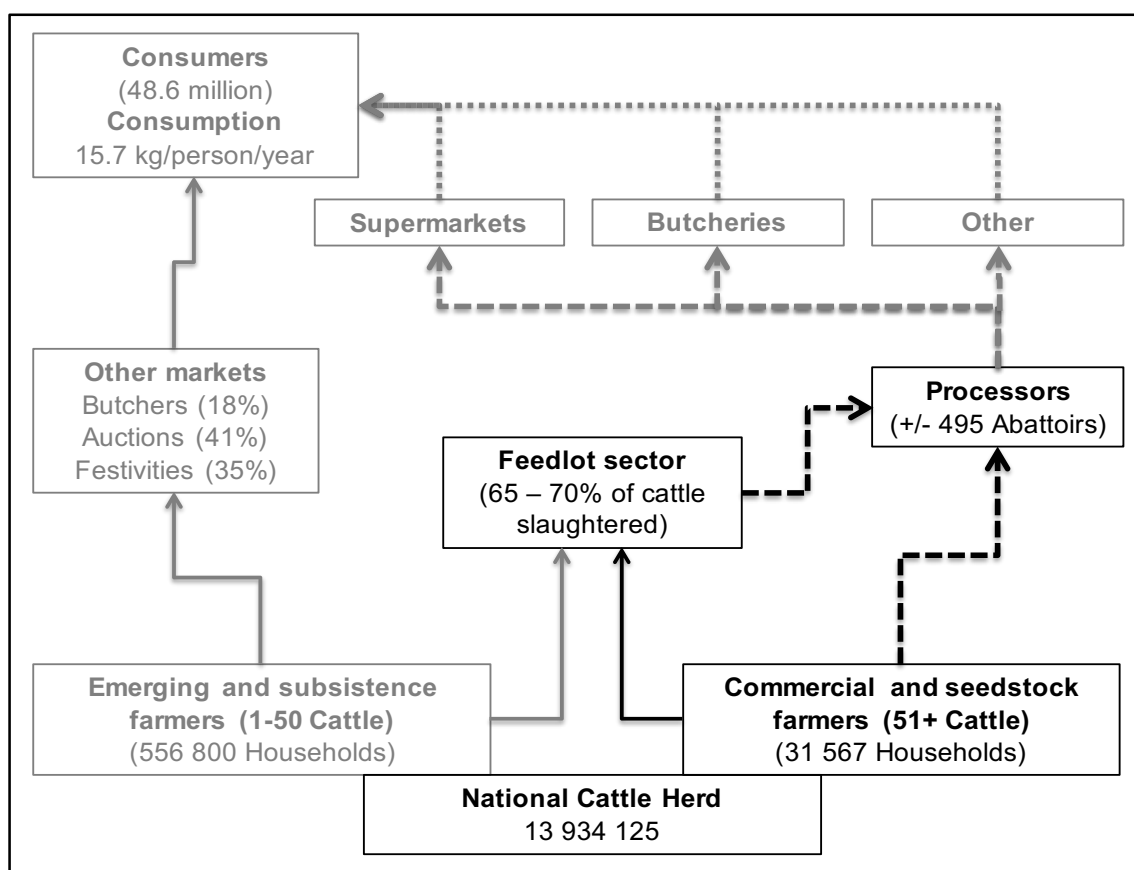 Consumers
(48.6 million)
Consumption
15.7 kg/person/year
Supermarkets
Butcheries
Other
Other markets
Butchers (18%)
Auctions (41%)
Festivities (35%)
Processors
(+/- 495 Abattoirs)
Feedlot sector
(65 – 70% of cattle
slaughtered)
Emerging and subsistence
farmers (1-50 Cattle)
(556 800 Households)
Commercial and seedstock
farmers (51+ Cattle)
(31 567 Households)
National Cattle Herd
13 934 125